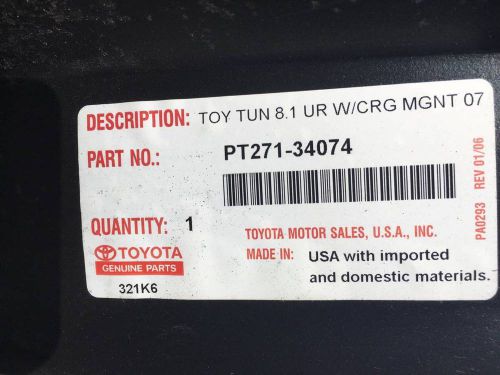 DESCRIPTION: TOY TUN 8.1 UR W/CRG MGNT 07
PART NO.: PT271-34074
QUANTITY: 1
TOYOTA MOTOR SALES, U.S.A., INC.
TOYOTA
GENUINE PARTS
MADE IN: USA with imported
and domestic materials.
321K6
PA0293 REV 01/06